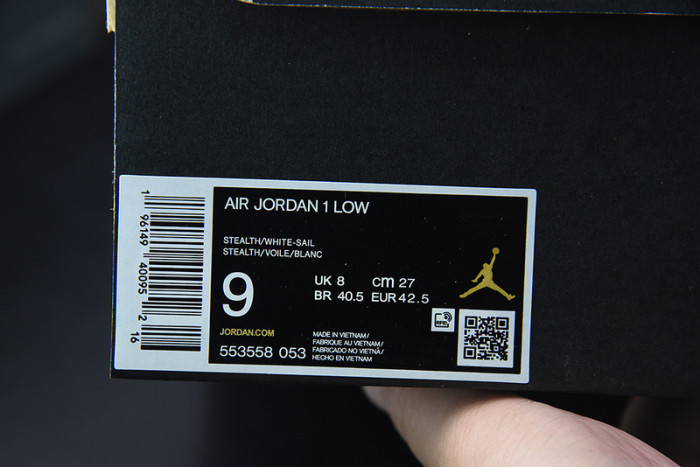 AIR JORDAN 1 LOW
STEALTH/WHITE-SAIL
STEALTH/VOILE/BLANC
9
UK 8 cm 27
BR 40.5 EUR 42.5
JORDAN.COM
553558 053
MADE IN VIETNAM/
FABRIQUE AU VIETNAM/
FABRICADO NO VIETNÃ/
HECHO EN VIETNAM
RFID
1 96149 40095 2
16